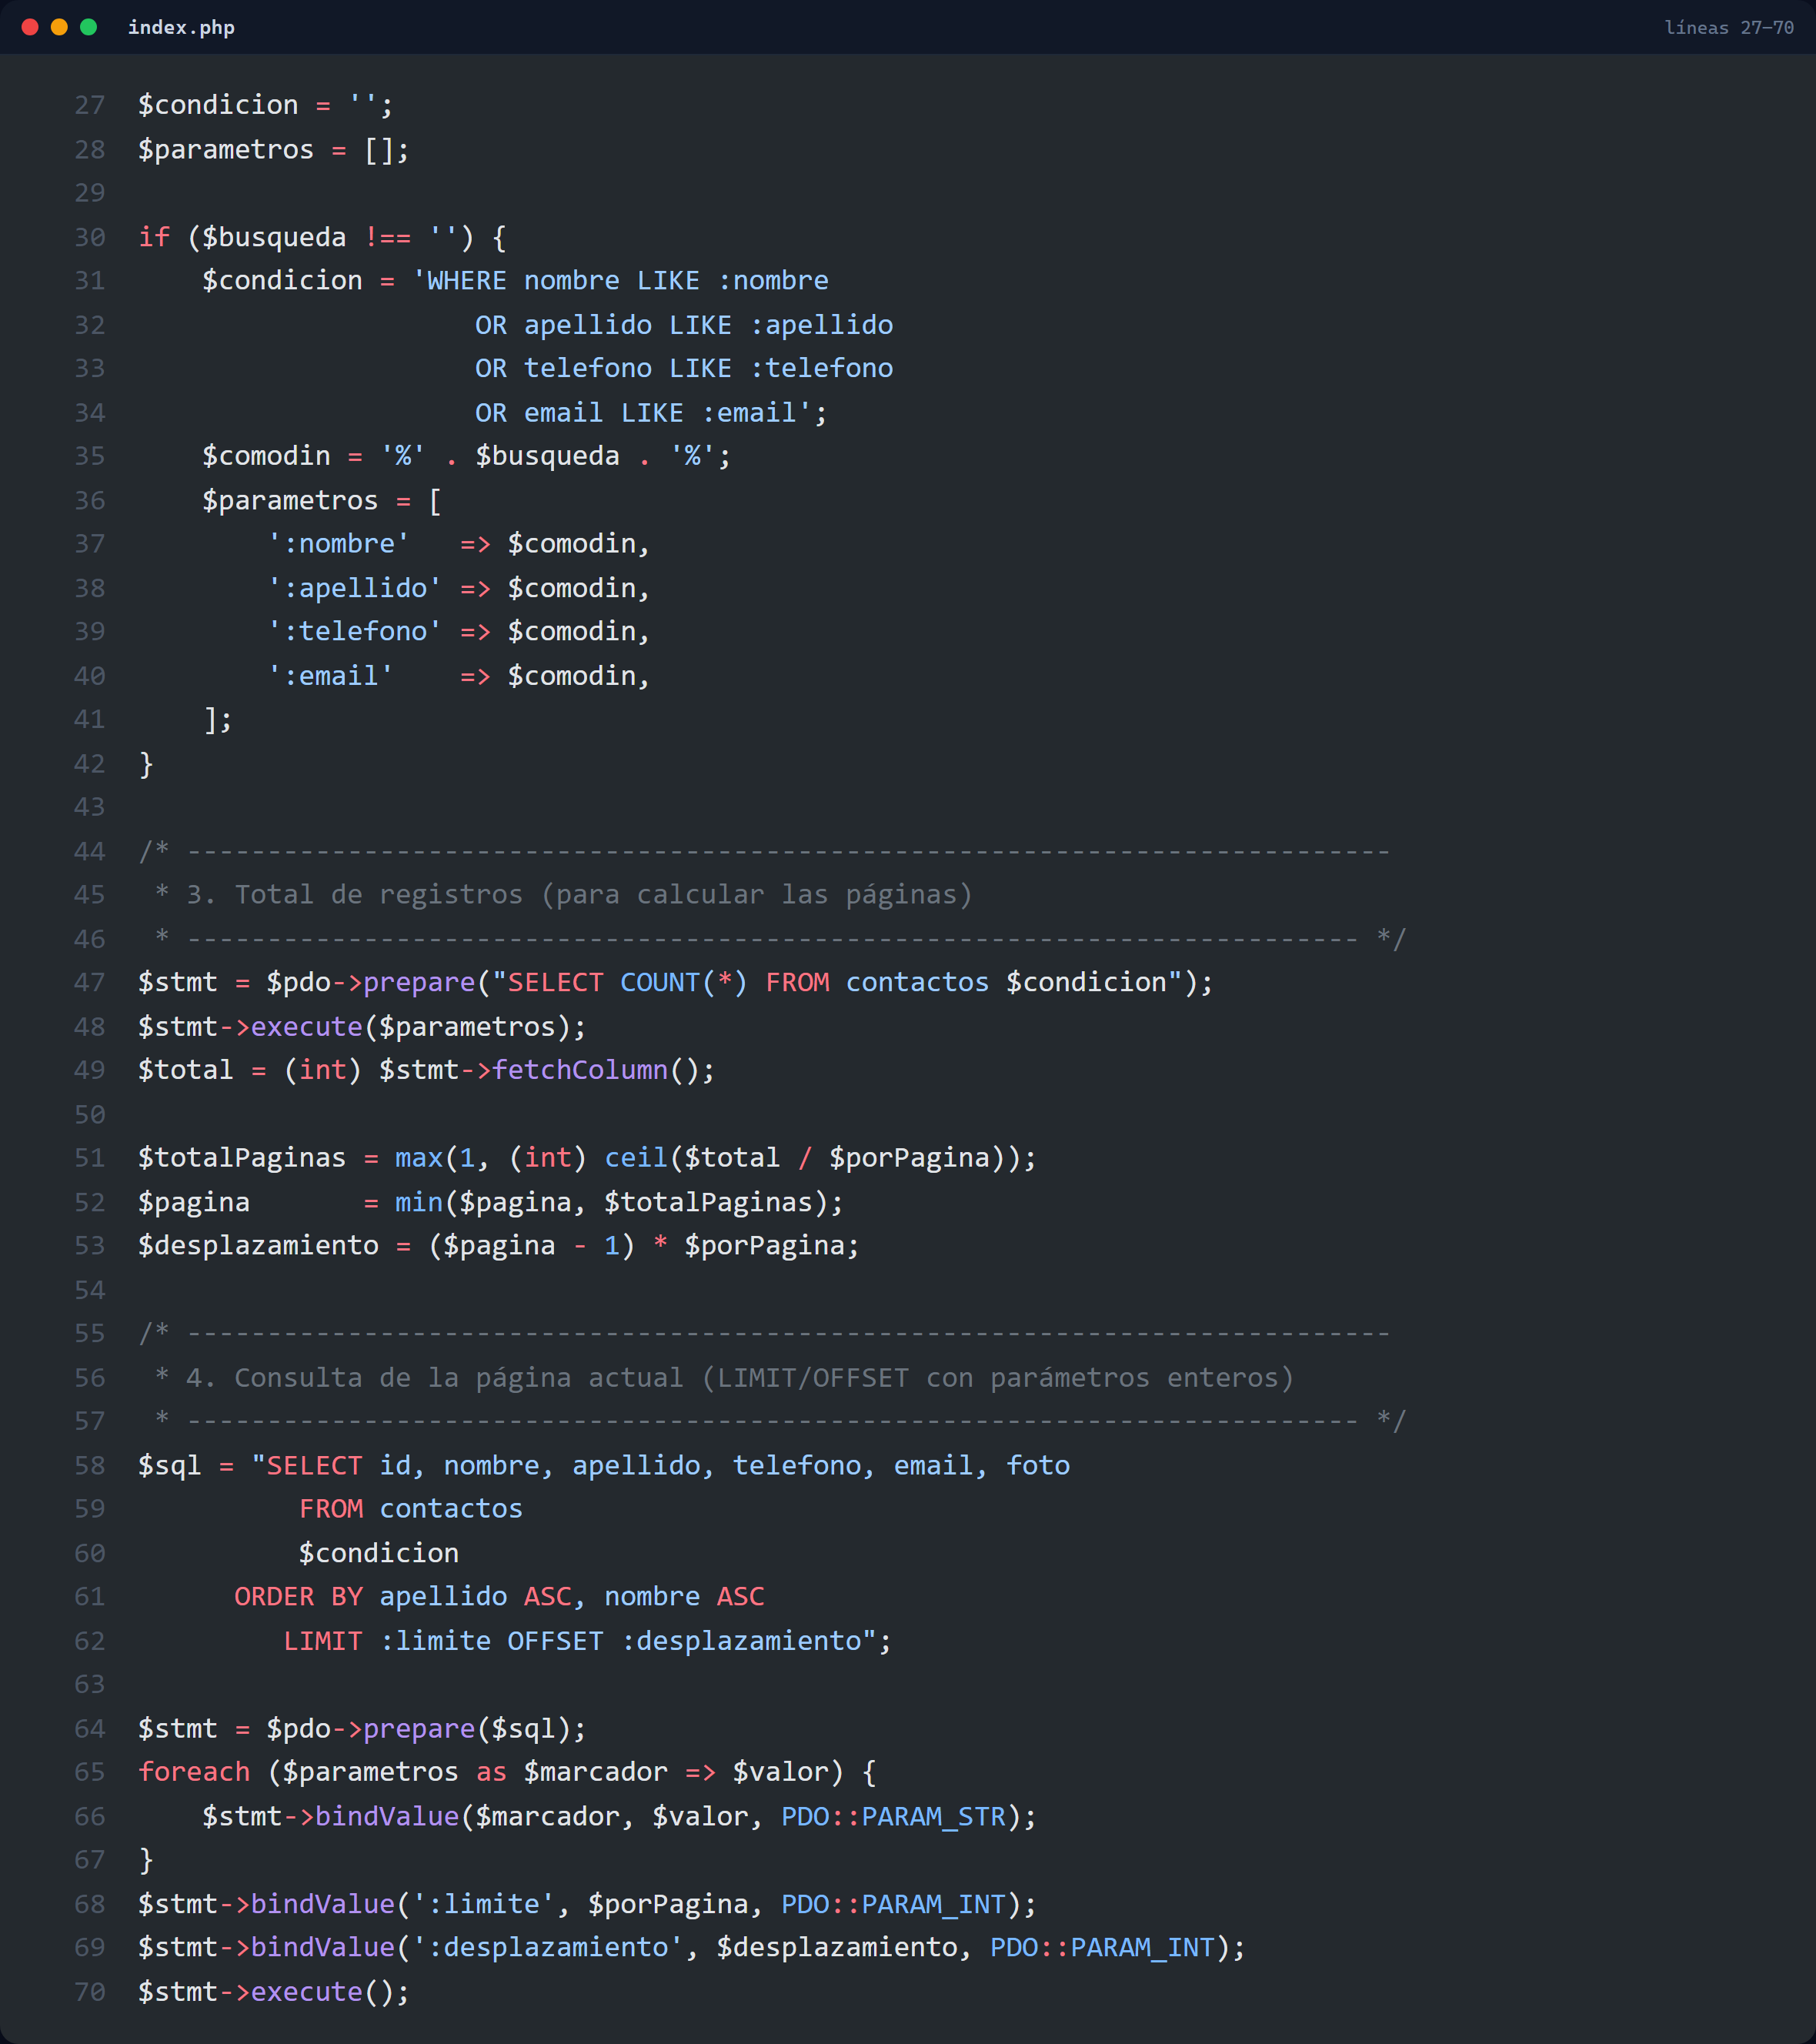 index.php
líneas 27–70
27 $condicion = '';
28 $parametros = [];
29
30 if ($busqueda !== '') {
31     $condicion = 'WHERE nombre LIKE :nombre
32                      OR apellido LIKE :apellido
33                      OR telefono LIKE :telefono
34                      OR email LIKE :email';
35     $comodin = '%' . $busqueda . '%';
36     $parametros = [
37         ':nombre'   => $comodin,
38         ':apellido' => $comodin,
39         ':telefono' => $comodin,
40         ':email'    => $comodin,
41     ];
42 }
43
44 /* ---------------------------------------------------------------------------
45  * 3. Total de registros (para calcular las páginas)
46  * ------------------------------------------------------------------------- */
47 $stmt = $pdo->prepare("SELECT COUNT(*) FROM contactos $condicion");
48 $stmt->execute($parametros);
49 $total = (int) $stmt->fetchColumn();
50
51 $totalPaginas = max(1, (int) ceil($total / $porPagina));
52 $pagina       = min($pagina, $totalPaginas);
53 $desplazamiento = ($pagina - 1) * $porPagina;
54
55 /* ---------------------------------------------------------------------------
56  * 4. Consulta de la página actual (LIMIT/OFFSET con parámetros enteros)
57  * ------------------------------------------------------------------------- */
58 $sql = "SELECT id, nombre, apellido, telefono, email, foto
59           FROM contactos
60           $condicion
61       ORDER BY apellido ASC, nombre ASC
62          LIMIT :limite OFFSET :desplazamiento";
63
64 $stmt = $pdo->prepare($sql);
65 foreach ($parametros as $marcador => $valor) {
66     $stmt->bindValue($marcador, $valor, PDO::PARAM_STR);
67 }
68 $stmt->bindValue(':limite', $porPagina, PDO::PARAM_INT);
69 $stmt->bindValue(':desplazamiento', $desplazamiento, PDO::PARAM_INT);
70 $stmt->execute();